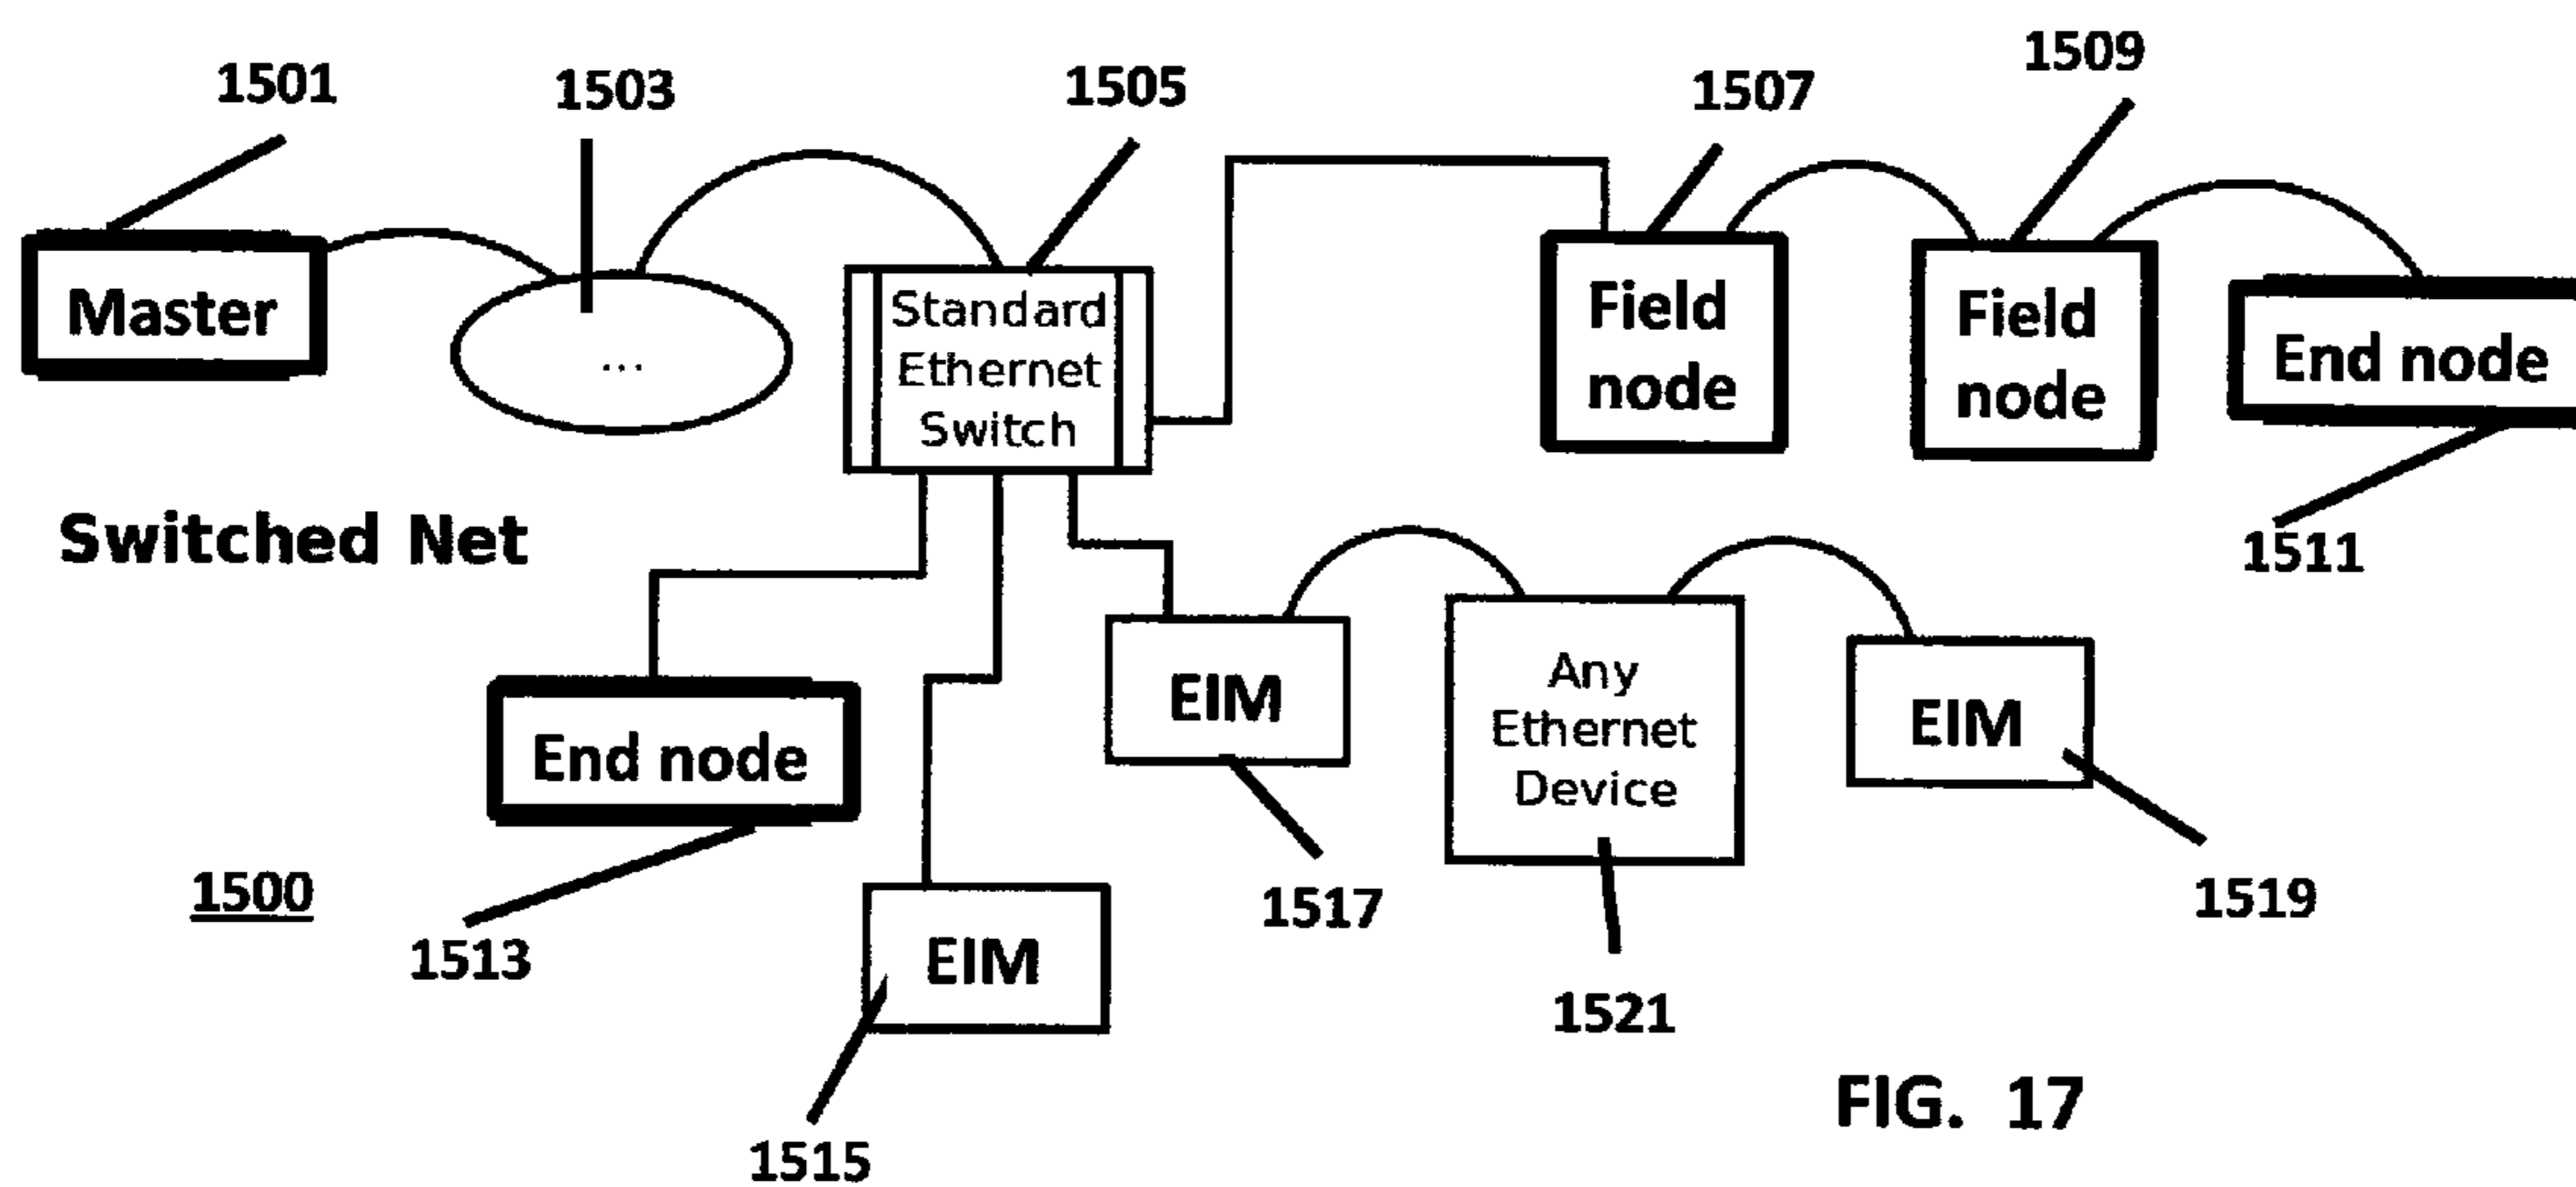 1501
1503
1505
1507
1509
Master
...
Standard
Ethernet
Switch
Field
node
Field
node
End node
1511
Switched Net
End node
EIM
EIM
Any
Ethernet
Device
EIM
1500
1513
1515
1517
1521
1519
FIG. 17